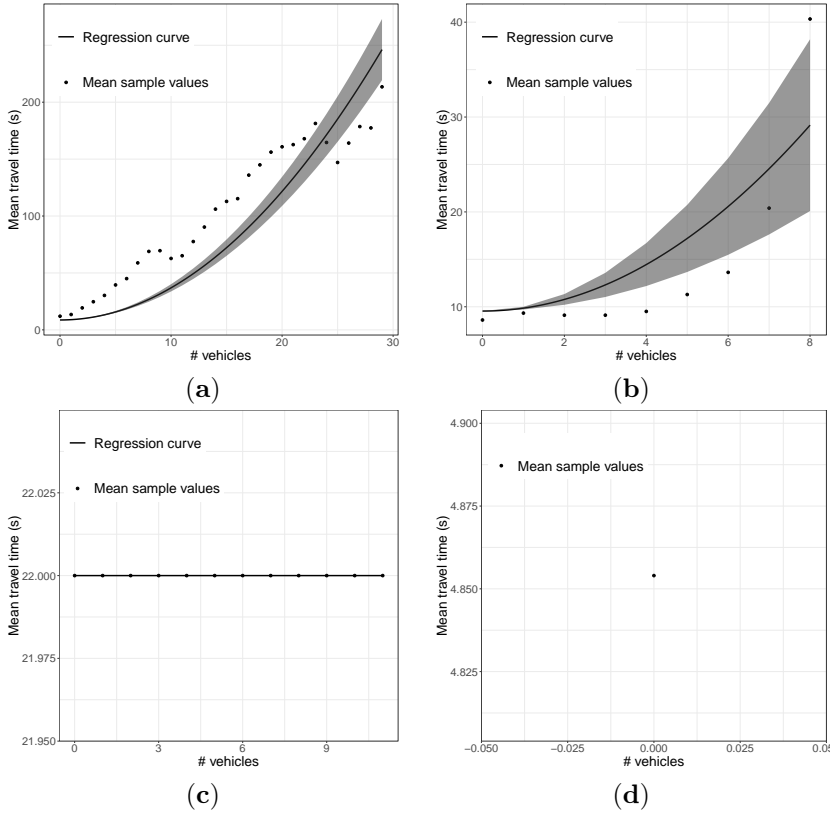 Regression curve
Mean sample values
Mean travel time (s)
200
100
0
0 10 20 30
# vehicles
(a)
Regression curve
Mean sample values
Mean travel time (s)
40
30
20
10
0 2 4 6 8
# vehicles
(b)
Regression curve
Mean sample values
Mean travel time (s)
22.025
22.000
21.975
21.950
0 3 6 9
# vehicles
(c)
Mean sample values
Mean travel time (s)
4.900
4.875
4.850
4.825
−0.050 −0.025 0.000 0.025 0.05
# vehicles
(d)